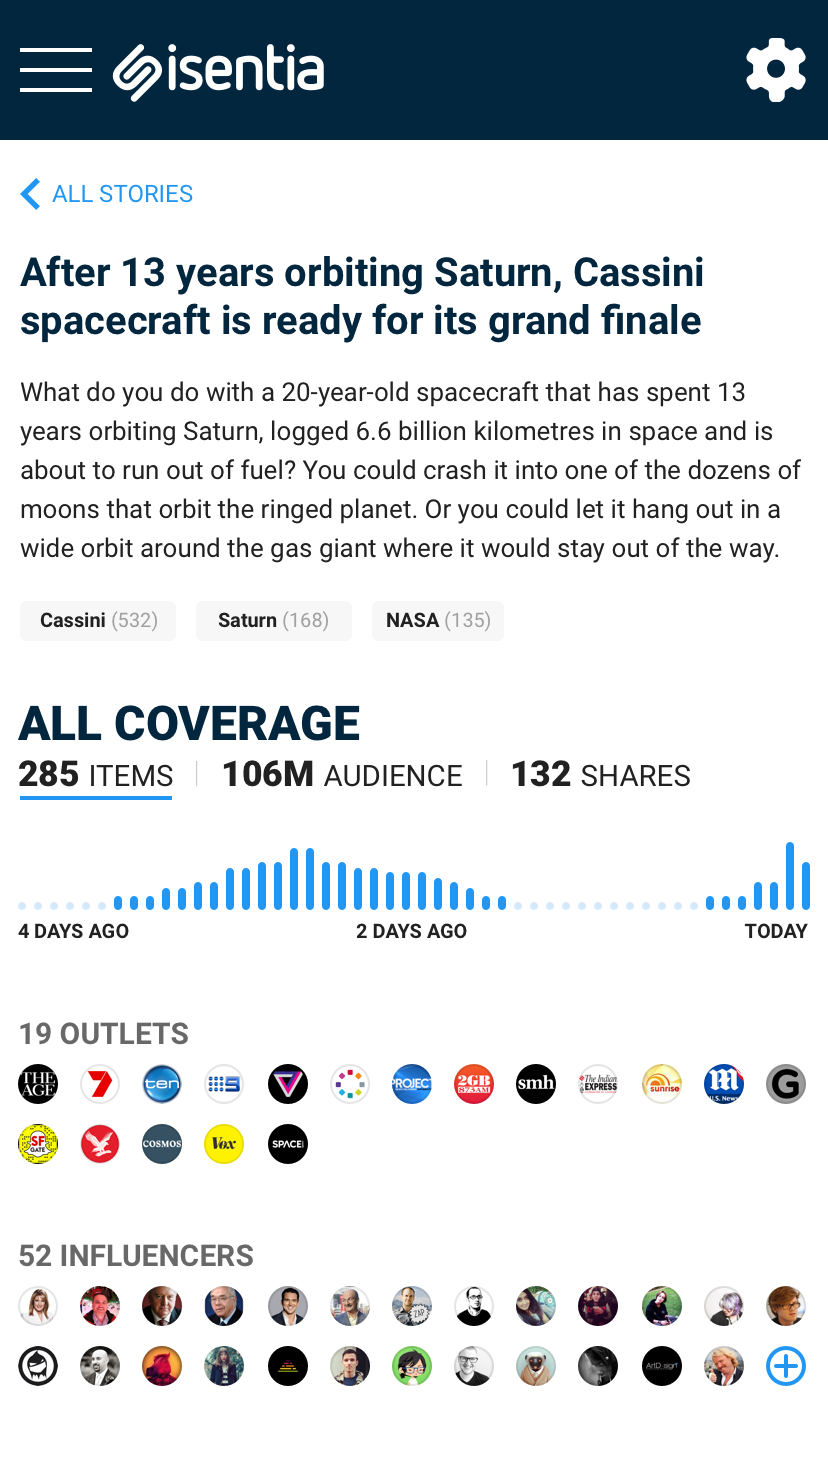 isentia
ALL STORIES
After 13 years orbiting Saturn, Cassini
spacecraft is ready for its grand finale
What do you do with a 20-year-old spacecraft that has spent 13
years orbiting Saturn, logged 6.6 billion kilometres in space and is
about to run out of fuel? You could crash it into one of the dozens of
moons that orbit the ringed planet. Or you could let it hang out in a
wide orbit around the gas giant where it would stay out of the way.
Cassini (532) Saturn (168) NASA (135)
ALL COVERAGE
285 ITEMS 106M AUDIENCE 132 SHARES
4 DAYS AGO 2 DAYS AGO TODAY
19 OUTLETS
THE AGE 7 ten 9 PROJECT 2GB 873AM smh The Indian EXPRESS sunrise U.S. News G
SF GATE COSMOS Vox SPACE
52 INFLUENCERS